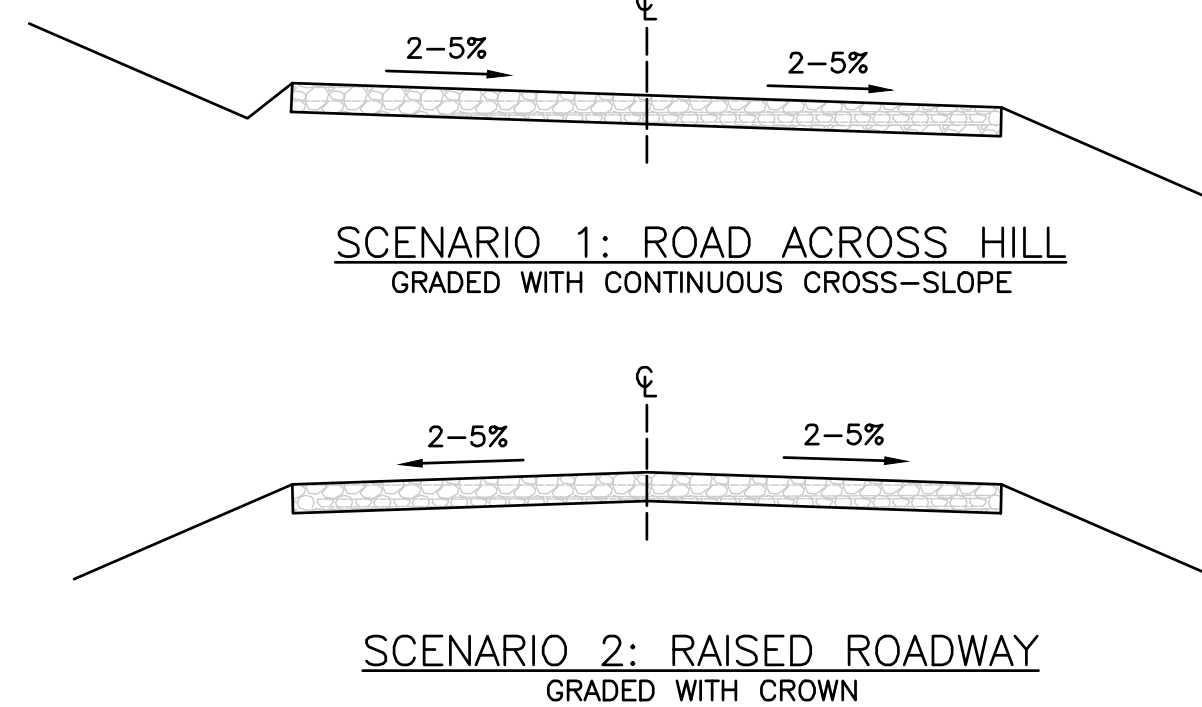 ℄
2-5%
2-5%
SCENARIO 1: ROAD ACROSS HILL
GRADED WITH CONTINUOUS CROSS-SLOPE
℄
2-5%
2-5%
SCENARIO 2: RAISED ROADWAY
GRADED WITH CROWN